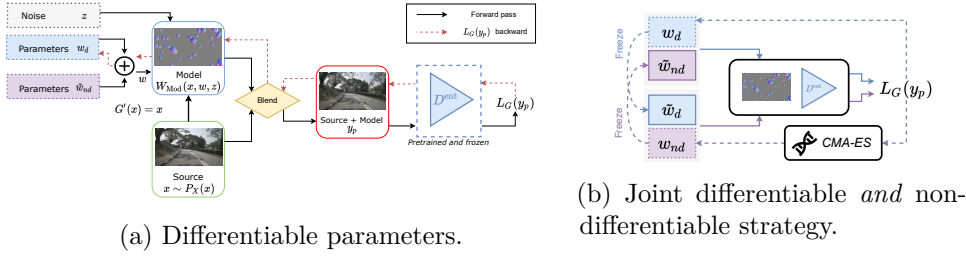 Noise z
Parameters w_d
Parameters w̃_nd
w
G′(x) = x
Model
W_Mod(x, w, z)
Source
x ∼ P_X(x)
Blend
Source + Model
y_p
D^ent
Pretrained and frozen
L_G(y_p)
Forward pass
L_G(y_p) backward
(a) Differentiable parameters.
Freeze
w_d
w̃_nd
Freeze
w̃_d
w_nd
D^ent
L_G(y_p)
CMA-ES
(b) Joint differentiable and non-
differentiable strategy.